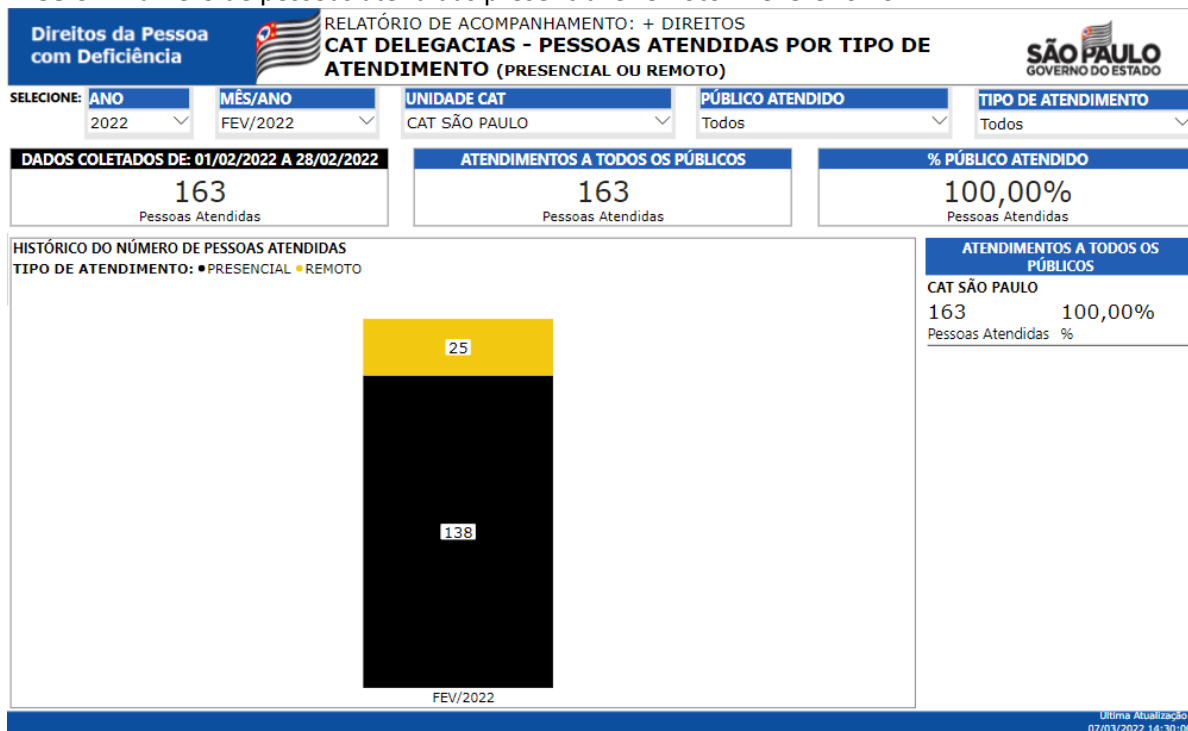 Direitos da Pessoa
com Deficiência
RELATÓRIO DE ACOMPANHAMENTO: + DIREITOS
CAT DELEGACIAS - PESSOAS ATENDIDAS POR TIPO DE
ATENDIMENTO (PRESENCIAL OU REMOTO)
SÃO PAULO
GOVERNO DO ESTADO
SELECIONE: ANO MÊS/ANO UNIDADE CAT PÚBLICO ATENDIDO TIPO DE ATENDIMENTO
2022 FEV/2022 CAT SÃO PAULO Todos Todos
DADOS COLETADOS DE: 01/02/2022 A 28/02/2022
163
Pessoas Atendidas
ATENDIMENTOS A TODOS OS PÚBLICOS
163
Pessoas Atendidas
% PÚBLICO ATENDIDO
100,00%
Pessoas Atendidas
HISTÓRICO DO NÚMERO DE PESSOAS ATENDIDAS
TIPO DE ATENDIMENTO: PRESENCIAL REMOTO
25
138
FEV/2022
ATENDIMENTOS A TODOS OS
PÚBLICOS
CAT SÃO PAULO
163 100,00%
Pessoas Atendidas %
Última Atualização
07/03/2022 14:30:0